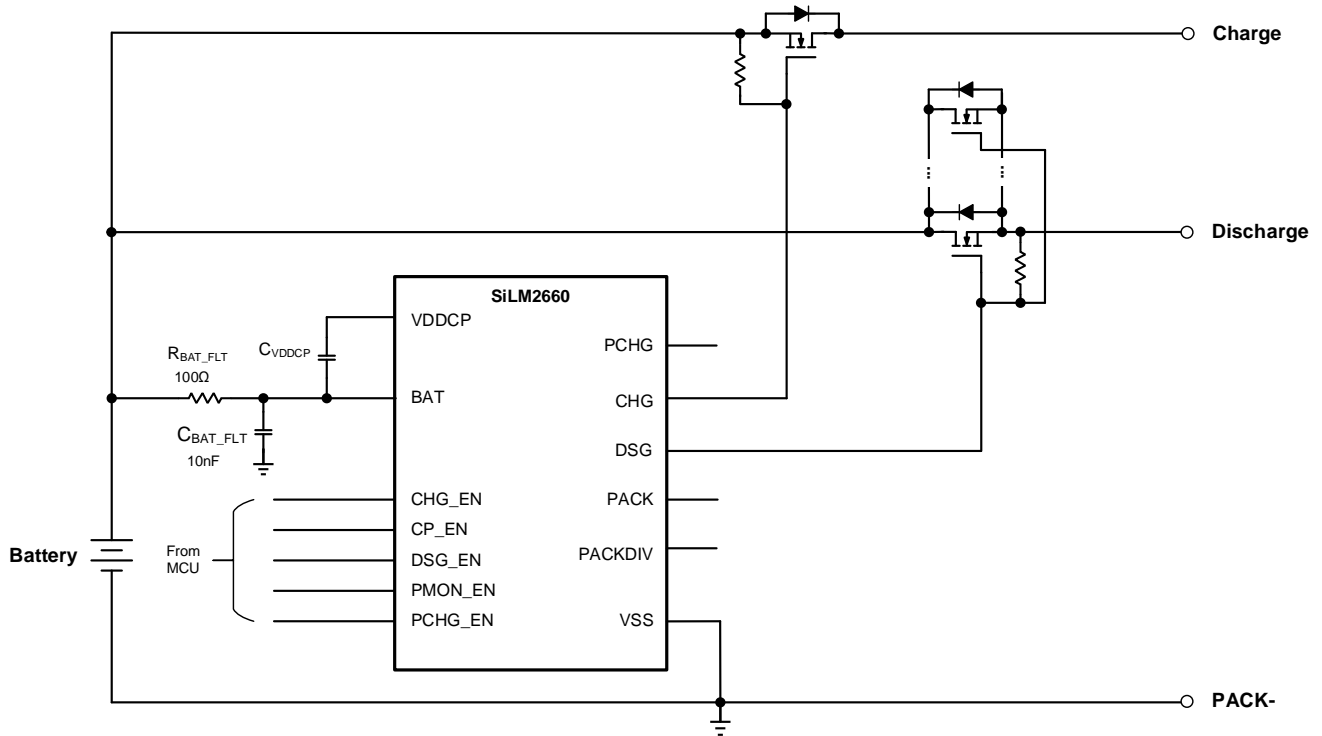 Charge
Discharge
SiLM2660
VDDCP
PCHG
CVDDCP
RBAT_FLT
100Ω
BAT
CHG
CBAT_FLT
10nF
DSG
CHG_EN
PACK
CP_EN
Battery
From
MCU
DSG_EN
PACKDIV
PMON_EN
PCHG_EN
VSS
PACK-